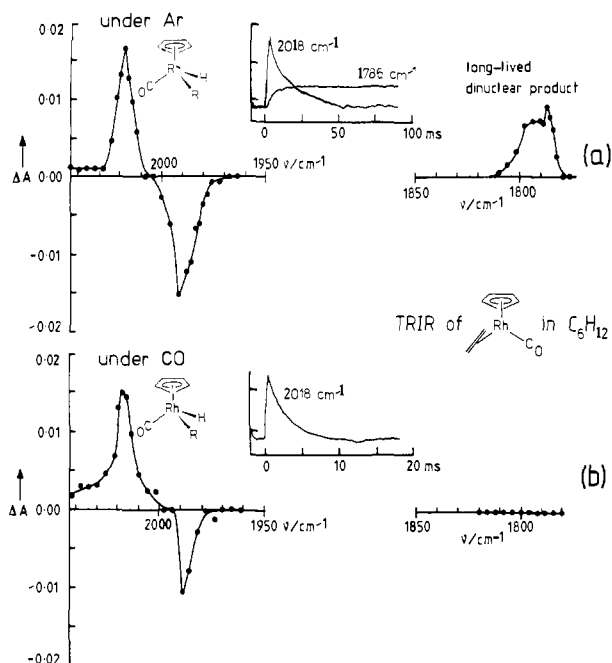 under Ar
0·02
0·01
0·00
-0·01
-0·02
ΔA
2000
1950
ν/cm⁻¹
OC
R
H
R
2018 cm⁻¹
1786 cm⁻¹
0
50
100 ms
long-lived
dinuclear product
1850
1800
ν/cm⁻¹
(a)
TRIR of
Rh
CO
in C₆H₁₂
under CO
0·02
0·01
0·00
-0·01
-0·02
ΔA
2000
1950
ν/cm⁻¹
OC
Rh
H
R
2018 cm⁻¹
0
10
20
ms
1850
1800
ν/cm⁻¹
(b)